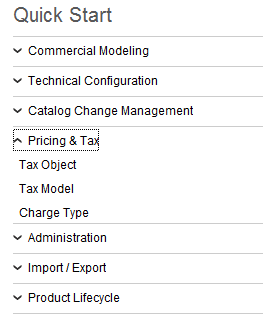 Quick Start
Commercial Modeling
Technical Configuration
Catalog Change Management
Pricing & Tax
Tax Object
Tax Model
Charge Type
Administration
Import / Export
Product Lifecycle